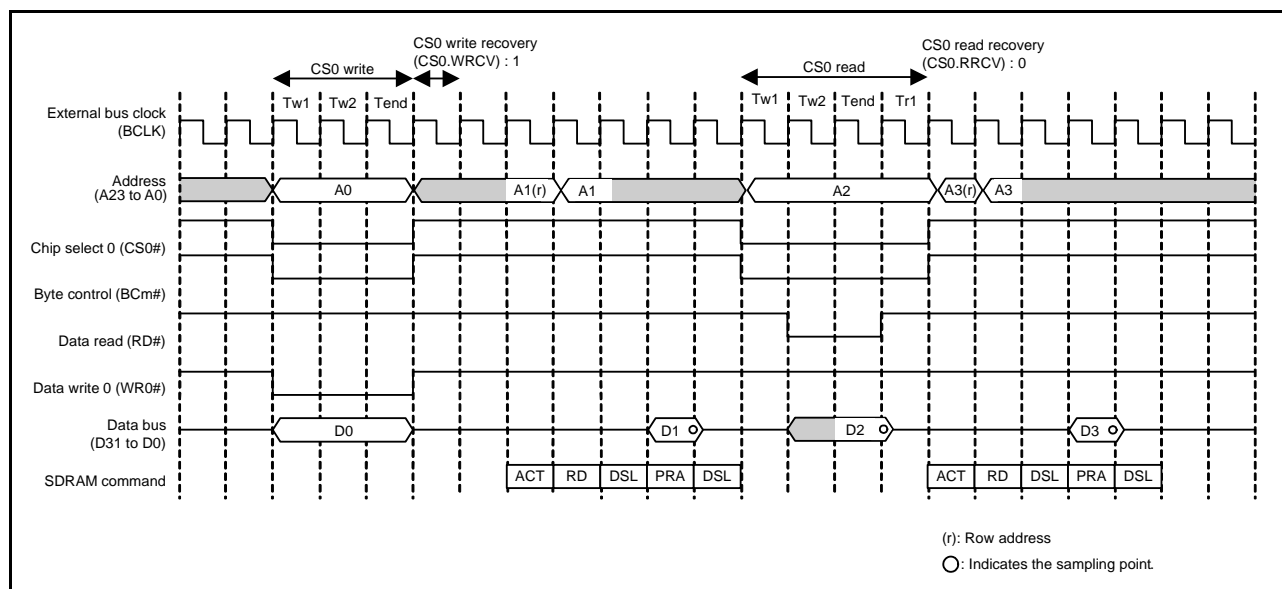 CS0 write recovery
(CS0.WRCV) : 1
CS0 read recovery
(CS0.RRCV) : 0
CS0 write
CS0 read
Tw1 Tw2 Tend Tw1 Tw2 Tend Tr1
External bus clock
(BCLK)
Address
(A23 to A0)
A0 A1(r) A1 A2 A3(r) A3
Chip select 0 (CS0#)
Byte control (BCm#)
Data read (RD#)
Data write 0 (WR0#)
Data bus
(D31 to D0)
D0 D1 D2 D3
SDRAM command
ACT RD DSL PRA DSL ACT RD DSL PRA DSL
(r): Row address
: Indicates the sampling point.